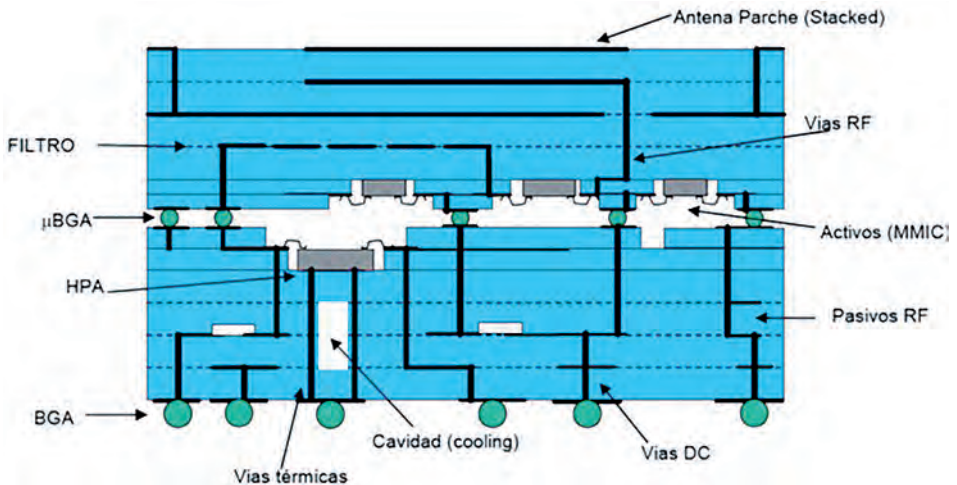 Antena Parche (Stacked)
Vias RF
FILTRO
μBGA
Activos (MMIC)
HPA
Pasivos RF
BGA
Cavidad (cooling)
Vias DC
Vias térmicas